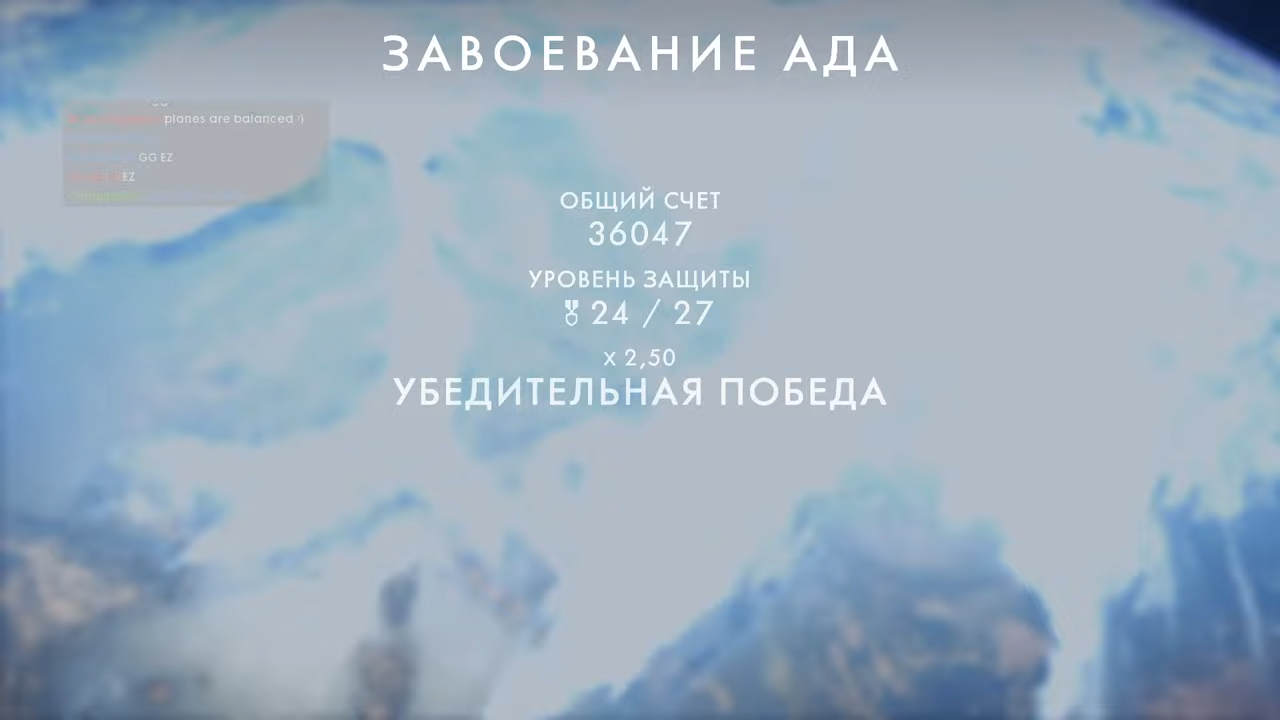 ЗАВОЕВАНИЕ АДА
planes are balanced :)
GG EZ
EZ
ОБЩИЙ СЧЕТ
36047
УРОВЕНЬ ЗАЩИТЫ
24 / 27
x 2,50
УБЕДИТЕЛЬНАЯ ПОБЕДА